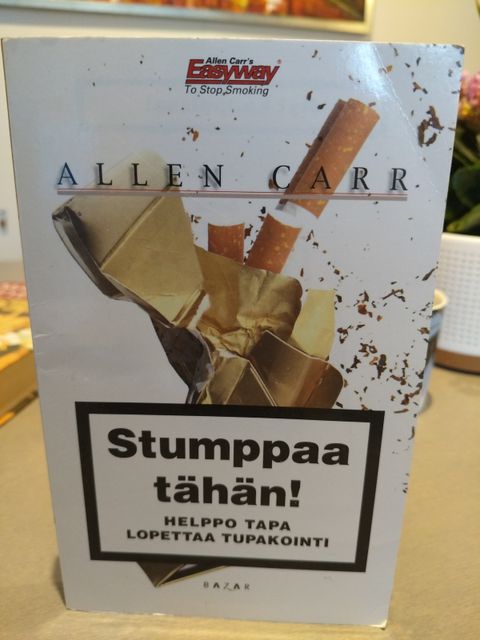 Allen Carr's
Easyway
To Stop Smoking
ALLEN CARR
Stumppaa
tähän!
HELPPO TAPA
LOPETTAA TUPAKOINTI
BAZAR